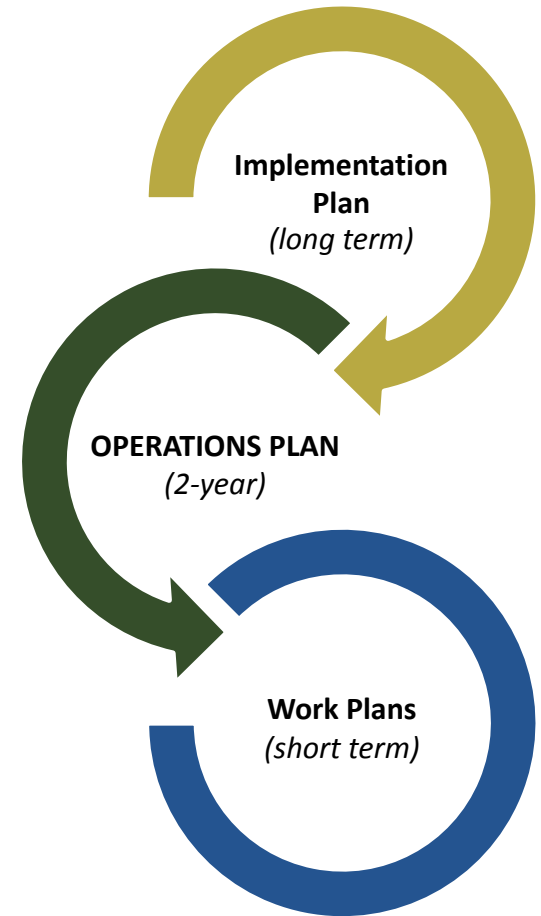 Implementation
Plan
(long term)
OPERATIONS PLAN
(2-year)
Work Plans
(short term)